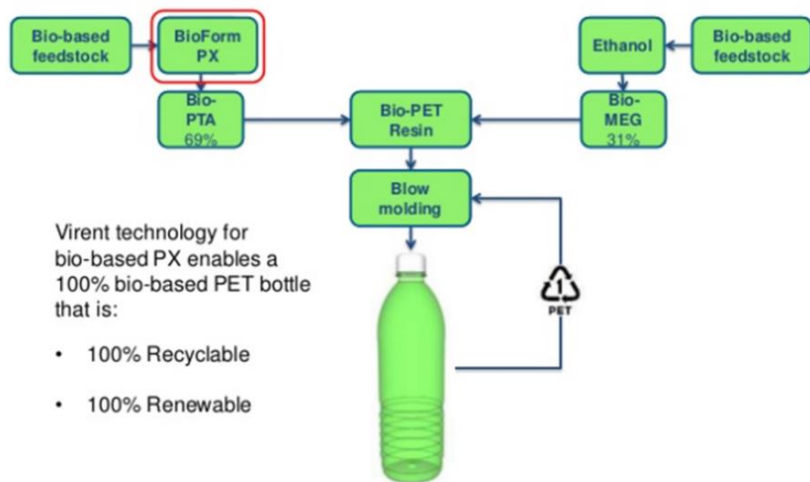 Bio-based
feedstock
BioForm
PX
Ethanol
Bio-based
feedstock
Bio-
PTA
69%
Bio-PET
Resin
Bio-
MEG
31%
Blow
molding
Virent technology for
bio-based PX enables a
100% bio-based PET bottle
that is:
• 100% Recyclable
• 100% Renewable
1
PET